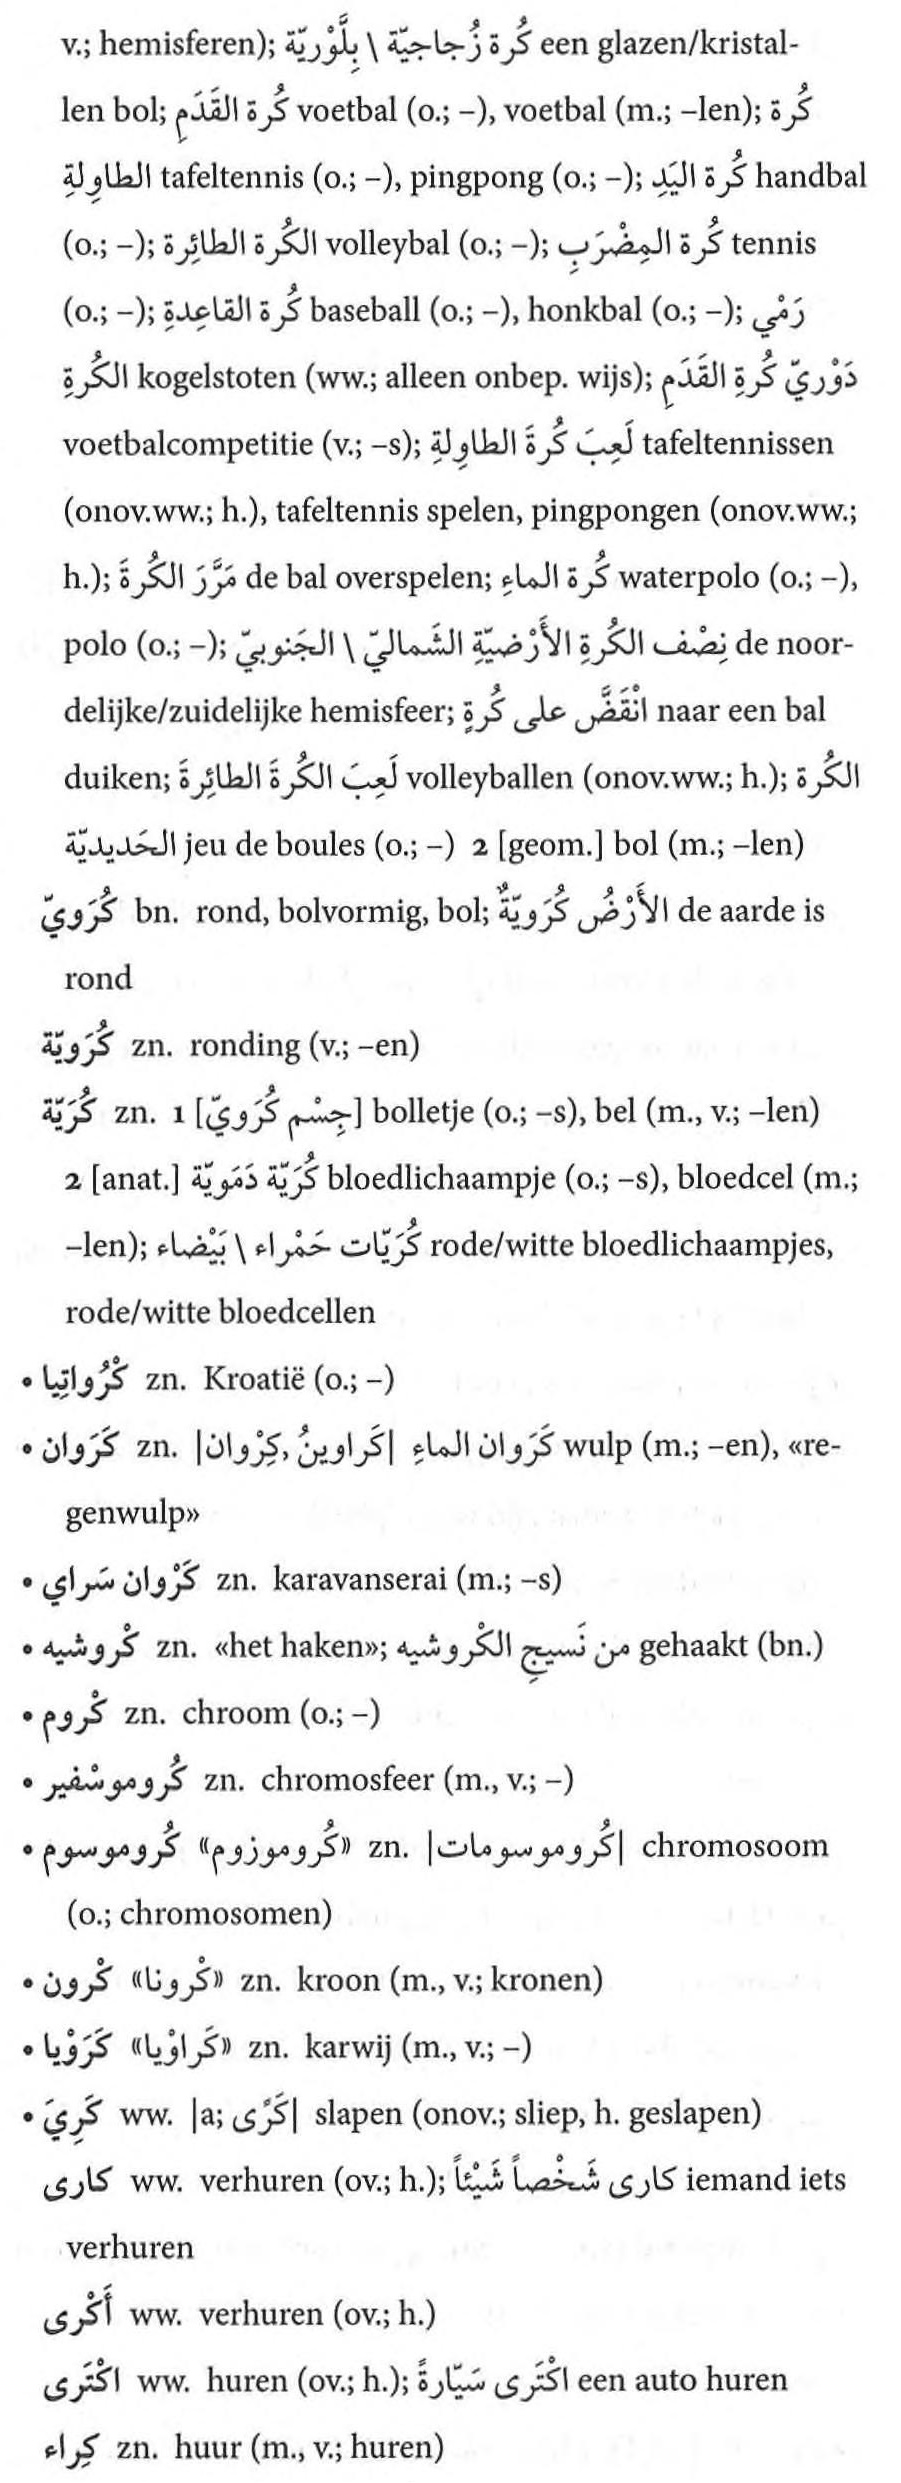 v.; hemisferen); كُرة زُجاجيّة \ بِلَّوْريّة een glazen/kristal-
len bol; كُرة القَدَمِ voetbal (o.; –), voetbal (m.; –len); كُرة
الطاوِلةِ tafeltennis (o.; –), pingpong (o.; –); كُرة اليَدِ handbal
(o.; –); الكُرة الطائِرة volleybal (o.; –); كُرة المِضْرَبِ tennis
(o.; –); كُرة القاعِدةِ baseball (o.; –), honkbal (o.; –); رَمْي
الكُرةِ kogelstoten (ww.; alleen onbep. wijs); دَوْريّ كُرةِ القَدَمِ
voetbalcompetitie (v.; –s); لَعِبَ كُرةَ الطاوِلةِ tafeltennissen
(onov.ww.; h.), tafeltennis spelen, pingpongen (onov.ww.;
h.); مَرَّرَ الكُرةَ de bal overspelen; كُرة الماءِ waterpolo (o.; –),
polo (o.; –); نِصْف الكُرةِ الأَرْضيّةِ الشَماليّ \ الجَنوبيّ de noor-
delijke/zuidelijke hemisfeer; انْقَضَّ على كُرةٍ naar een bal
duiken; لَعِبَ الكُرةَ الطائِرةَ volleyballen (onov.ww.; h.); الكُرة
الحَديديّة jeu de boules (o.; –) 2 [geom.] bol (m.; –len)
كُرَويّ bn. rond, bolvormig, bol; الأَرْضُ كُرَويّةٌ de aarde is
rond
كُرَويّة zn. ronding (v.; –en)
كُرَيّة zn. 1 [جِسْم كُرَويّ] bolletje (o.; –s), bel (m., v.; –len)
2 [anat.] كُرَيّة دَمَويّة bloedlichaampje (o.; –s), bloedcel (m.;
–len); كُرَيّات حَمْراء \ بَيْضاء rode/witte bloedlichaampjes,
rode/witte bloedcellen
• كْرُواتِيا zn. Kroatië (o.; –)
• كَرَوان zn. |كَراوينُ ,كِرْوان| كَرَوان الماءِ wulp (m.; –en), «re-
genwulp»
• كَرْوان سَراي zn. karavanserai (m.; –s)
• كْروشيه zn. «het haken»; من نَسيجِ الكْروشيه gehaakt (bn.)
• كْروم zn. chroom (o.; –)
• كُروموسْفير zn. chromosfeer (m., v.; –)
• كُروموسوم «كُروموزوم» zn. |كُروموسومات| chromosoom
(o.; chromosomen)
• كْرون «كْرونا» zn. kroon (m., v.; kronen)
• كَرَوْيا «كَراوْيا» zn. karwij (m., v.; –)
• كَرِيَ ww. |a; كَرًى| slapen (onov.; sliep, h. geslapen)
كارى ww. verhuren (ov.; h.); كارى شَخْصاً شَيْئاً iemand iets
verhuren
أَكْرى ww. verhuren (ov.; h.)
اكْتَرى ww. huren (ov.; h.); اكْتَرى سَيّارةً een auto huren
كِراء zn. huur (m., v.; huren)